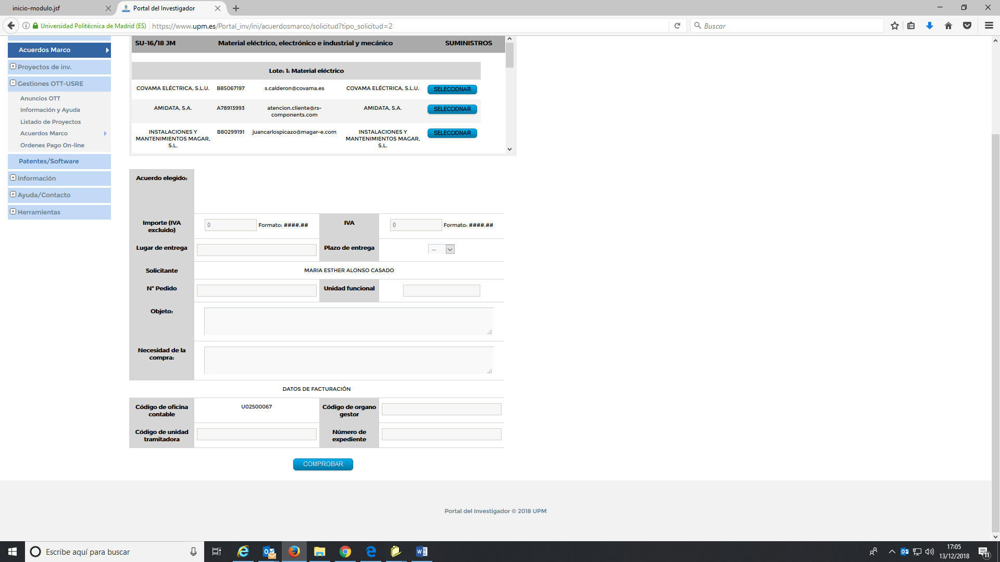 inicio-modulo.jsf
Portal del Investigador
Universidad Politécnica de Madrid (ES)
https://www.upm.es/Portal_inv/ini/acuerdosmarco/solicitud?tipo_solicitud=2
Buscar
Acuerdos Marco
Proyectos de inv.
Gestiones OTT-USRE
Anuncios OTT
Información y Ayuda
Listado de Proyectos
Acuerdos Marco
Ordenes Pago On-line
Patentes/Software
Información
Ayuda/Contacto
Herramientas
SU-16/18 JM Material eléctrico, electrónico e industrial y mecánico SUMINISTROS
Lote: 1: Material eléctrico
COVAMA ELÉCTRICA, S.L.U. B85067197 s.calderon@covama.es COVAMA ELÉCTRICA, S.L.U. SELECCIONAR
AMIDATA, S.A. A78913993 atencion.cliente@rs- AMIDATA, S.A. SELECCIONAR
components.com
INSTALACIONES Y B80299191 juancarlospicazo@magar-e.com INSTALACIONES Y SELECCIONAR
MANTENIMIENTOS MAGAR, MANTENIMIENTOS MAGAR,
S.L. S.L.
Acuerdo elegido:
Importe (IVA 0 Formato: ####.## IVA 0 Formato: ####.##
excluido)
Lugar de entrega Plazo de entrega --
Solicitante MARIA ESTHER ALONSO CASADO
Nº Pedido Unidad funcional
Objeto:
Necesidad de la
compra:
DATOS DE FACTURACIÓN
Código de oficina U02500067 Código de organo
contable gestor
Código de unidad Número de
tramitadora expediente
COMPROBAR
Portal del Investigador © 2018 UPM
Escribe aquí para buscar
17:05
13/12/2018
11